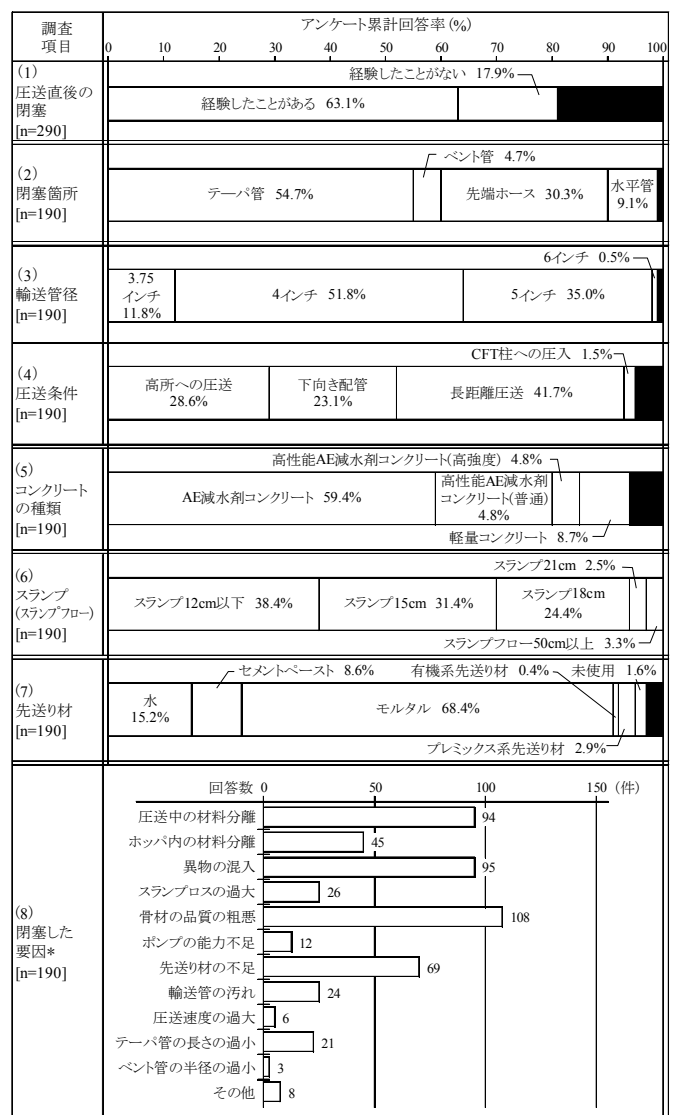 調査
項目
アンケート累計回答率(%)
0 10 20 30 40 50 60 70 80 90 100
(1)
圧送直後の
閉塞
[n=290]
経験したことがない 17.9%
経験したことがある 63.1%
(2)
閉塞箇所
[n=190]
ベント管 4.7%
テーパ管 54.7%
先端ホース 30.3%
水平管
9.1%
(3)
輸送管径
[n=190]
6インチ 0.5%
3.75
インチ
11.8%
4インチ 51.8%
5インチ 35.0%
(4)
圧送条件
[n=190]
CFT柱への圧入 1.5%
高所への圧送
28.6%
下向き配管
23.1%
長距離圧送 41.7%
(5)
コンクリート
の種類
[n=190]
高性能AE減水剤コンクリート(高強度) 4.8%
AE減水剤コンクリート 59.4%
高性能AE減水剤
コンクリート(普通)
4.8%
軽量コンクリート 8.7%
(6)
スランプ
(スランプフロー)
[n=190]
スランプ21cm 2.5%
スランプ12cm以下 38.4%
スランプ15cm 31.4%
スランプ18cm
24.4%
スランプフロー50cm以上 3.3%
(7)
先送り材
[n=190]
セメントペースト 8.6%
有機系先送り材 0.4%
未使用 1.6%
水
15.2%
モルタル 68.4%
プレミックス系先送り材 2.9%
(8)
閉塞した
要因*
[n=190]
回答数 0 50 100 150 (件)
圧送中の材料分離 94
ホッパ内の材料分離 45
異物の混入 95
スランプロスの過大 26
骨材の品質の粗悪 108
ポンプの能力不足 12
先送り材の不足 69
輸送管の汚れ 24
圧送速度の過大 6
テーパ管の長さの過小 21
ベント管の半径の過小 3
その他 8